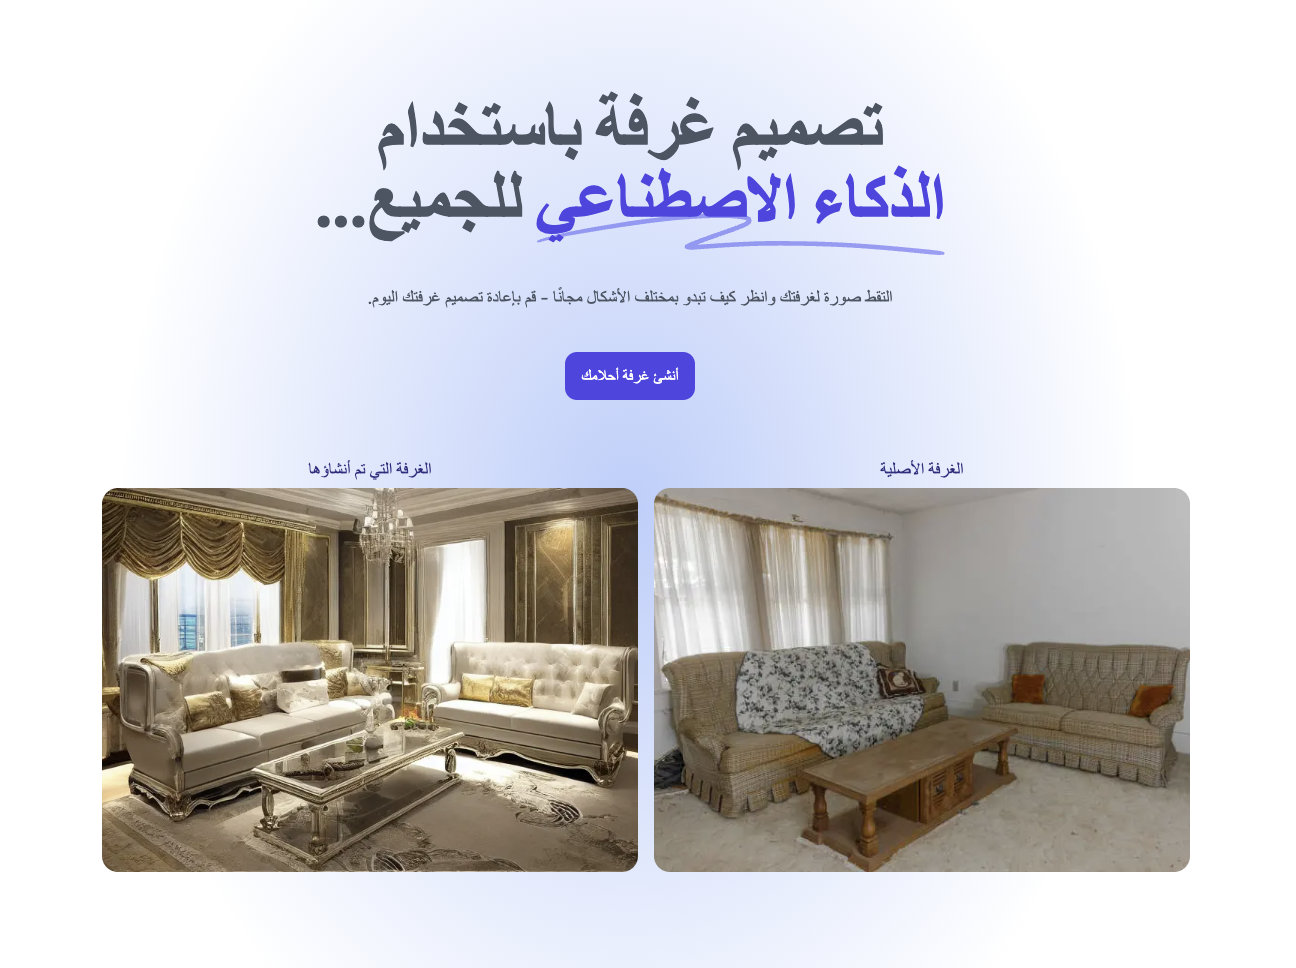 تصميم غرفة باستخدام
الذكاء الاصطناعي للجميع...
التقط صورة لغرفتك وانظر كيف تبدو بمختلف الأشكال مجانًا - قم بإعادة تصميم غرفتك اليوم.
أنشئ غرفة أحلامك
الغرفة الأصلية
الغرفة التي تم أنشاؤها